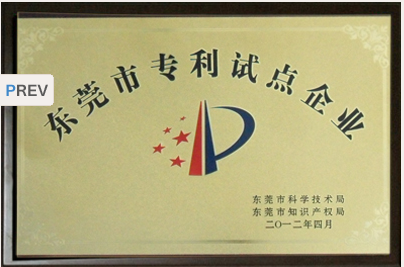 东莞市专利试点企业
PREV
东莞市科学技术局
东莞市知识产权局
二〇一二年四月